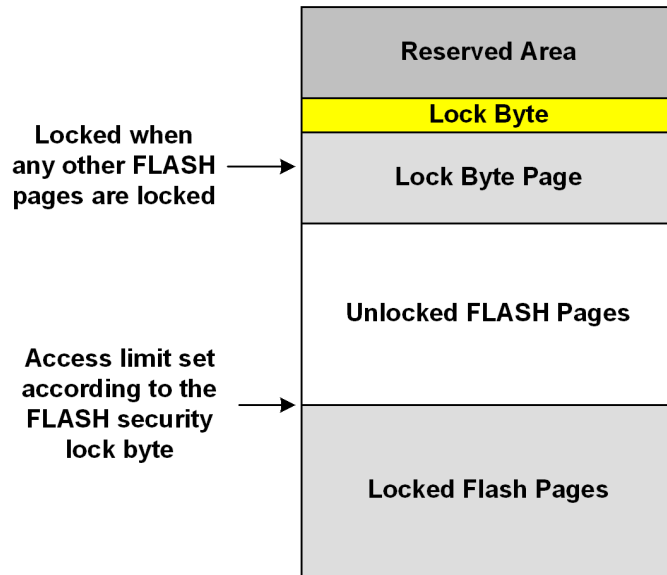 Reserved Area
Lock Byte
Locked when
any other FLASH
pages are locked
Lock Byte Page
Unlocked FLASH Pages
Access limit set
according to the
FLASH security
lock byte
Locked Flash Pages